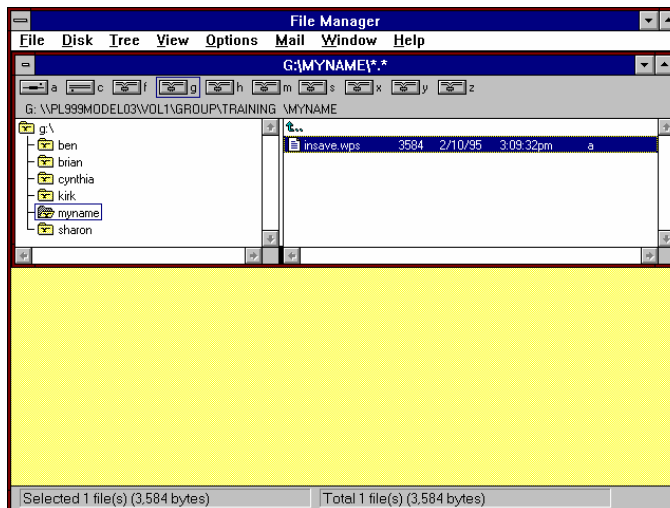 File Manager
File Disk Tree View Options Mail Window Help
G:\MYNAME\*.*
a c f g h m s x y z
G: \\PL999MODEL03\VOL1\GROUP\TRAINING \MYNAME
g:\
ben
brian
cynthia
kirk
myname
sharon
..
insave.wps 3584 2/10/95 3:09:32pm a
Selected 1 file(s) (3,584 bytes) Total 1 file(s) (3,584 bytes)